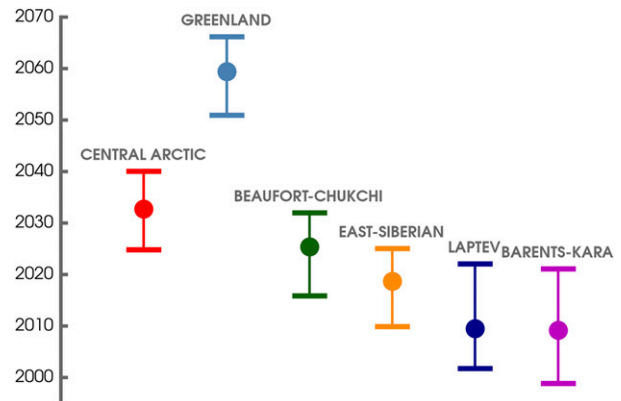 2070
GREENLAND
2060
2050
CENTRAL ARCTIC
2040
BEAUFORT-CHUKCHI
2030
EAST-SIBERIAN
LAPTEV
BARENTS-KARA
2020
2010
2000